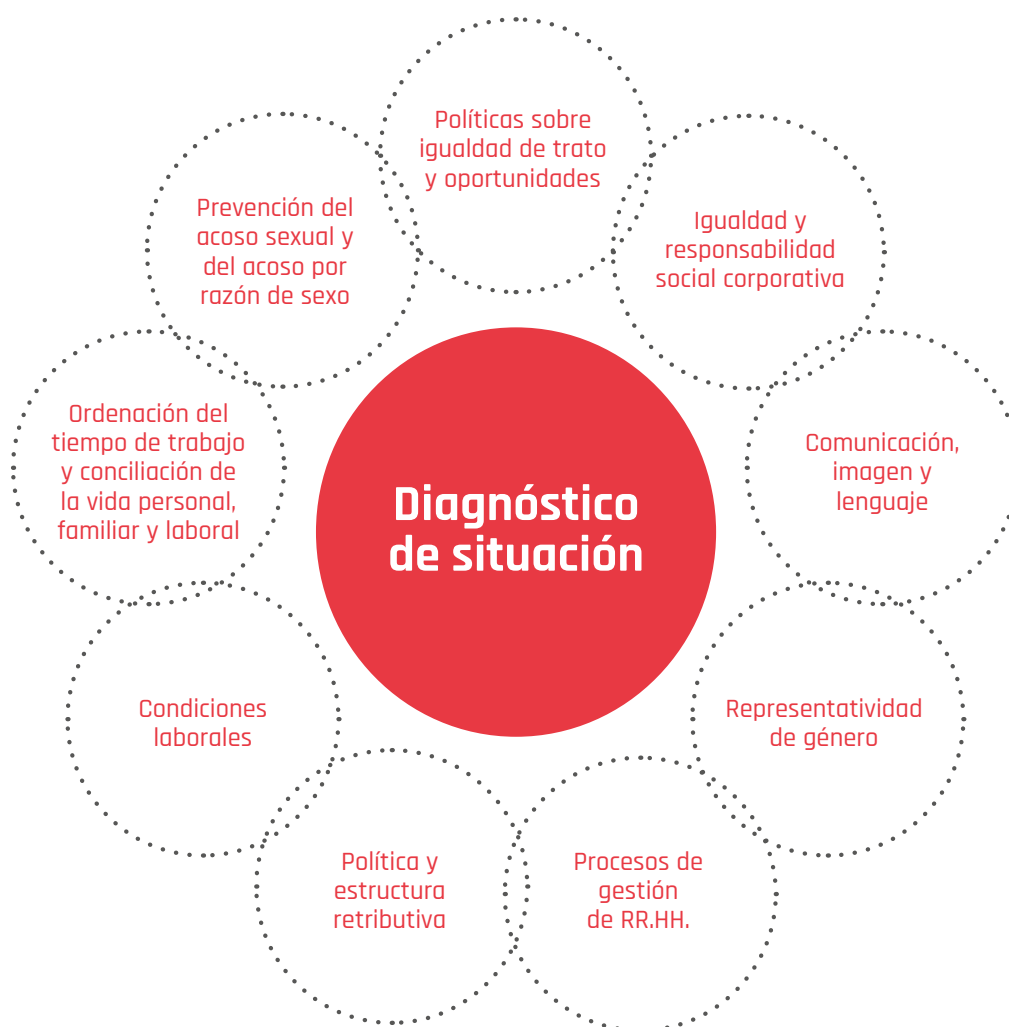 Políticas sobre
igualdad de trato
y oportunidades
Igualdad y
responsabilidad
social corporativa
Comunicación,
imagen y
lenguaje
Representatividad
de género
Procesos de
gestión
de RR.HH.
Política y
estructura
retributiva
Condiciones
laborales
Ordenación del
tiempo de trabajo
y conciliación de
la vida personal,
familiar y laboral
Prevención del
acoso sexual y
del acoso por
razón de sexo
Diagnóstico
de situación